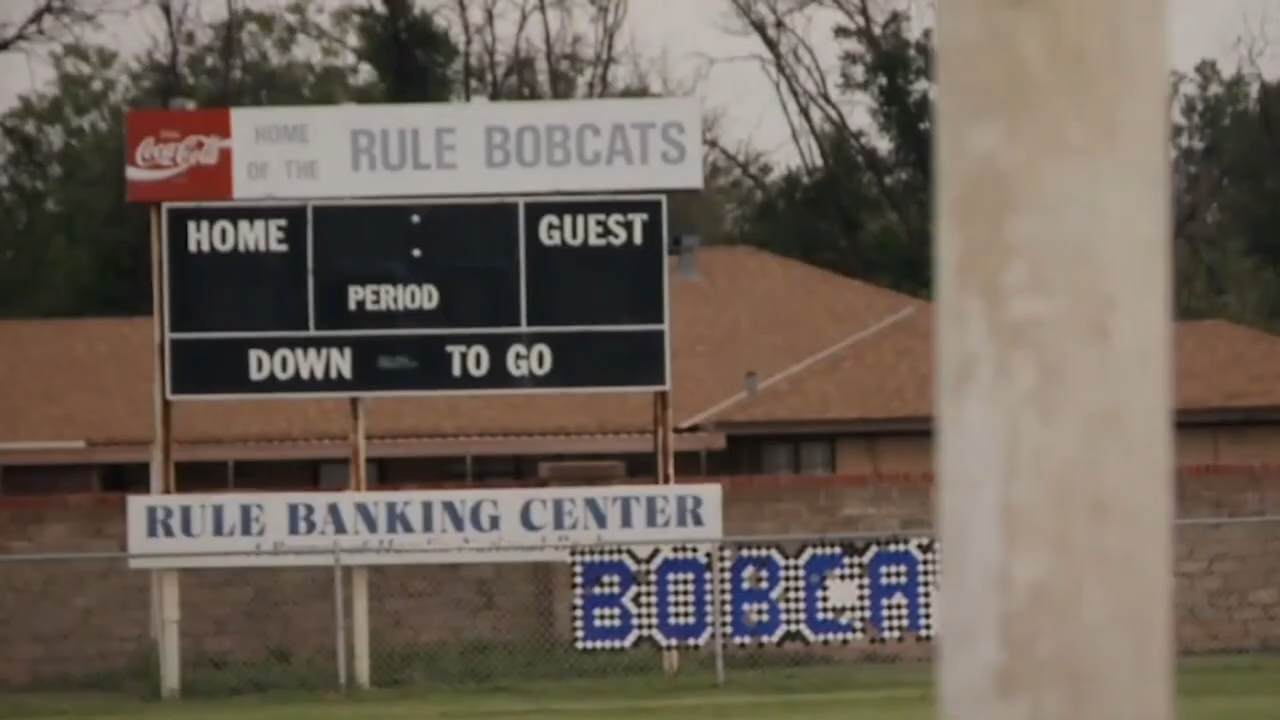 Coca-Cola
HOME
OF THE
RULE BOBCATS
HOME
GUEST
PERIOD
DOWN TO GO
RULE BANKING CENTER
BOBCA